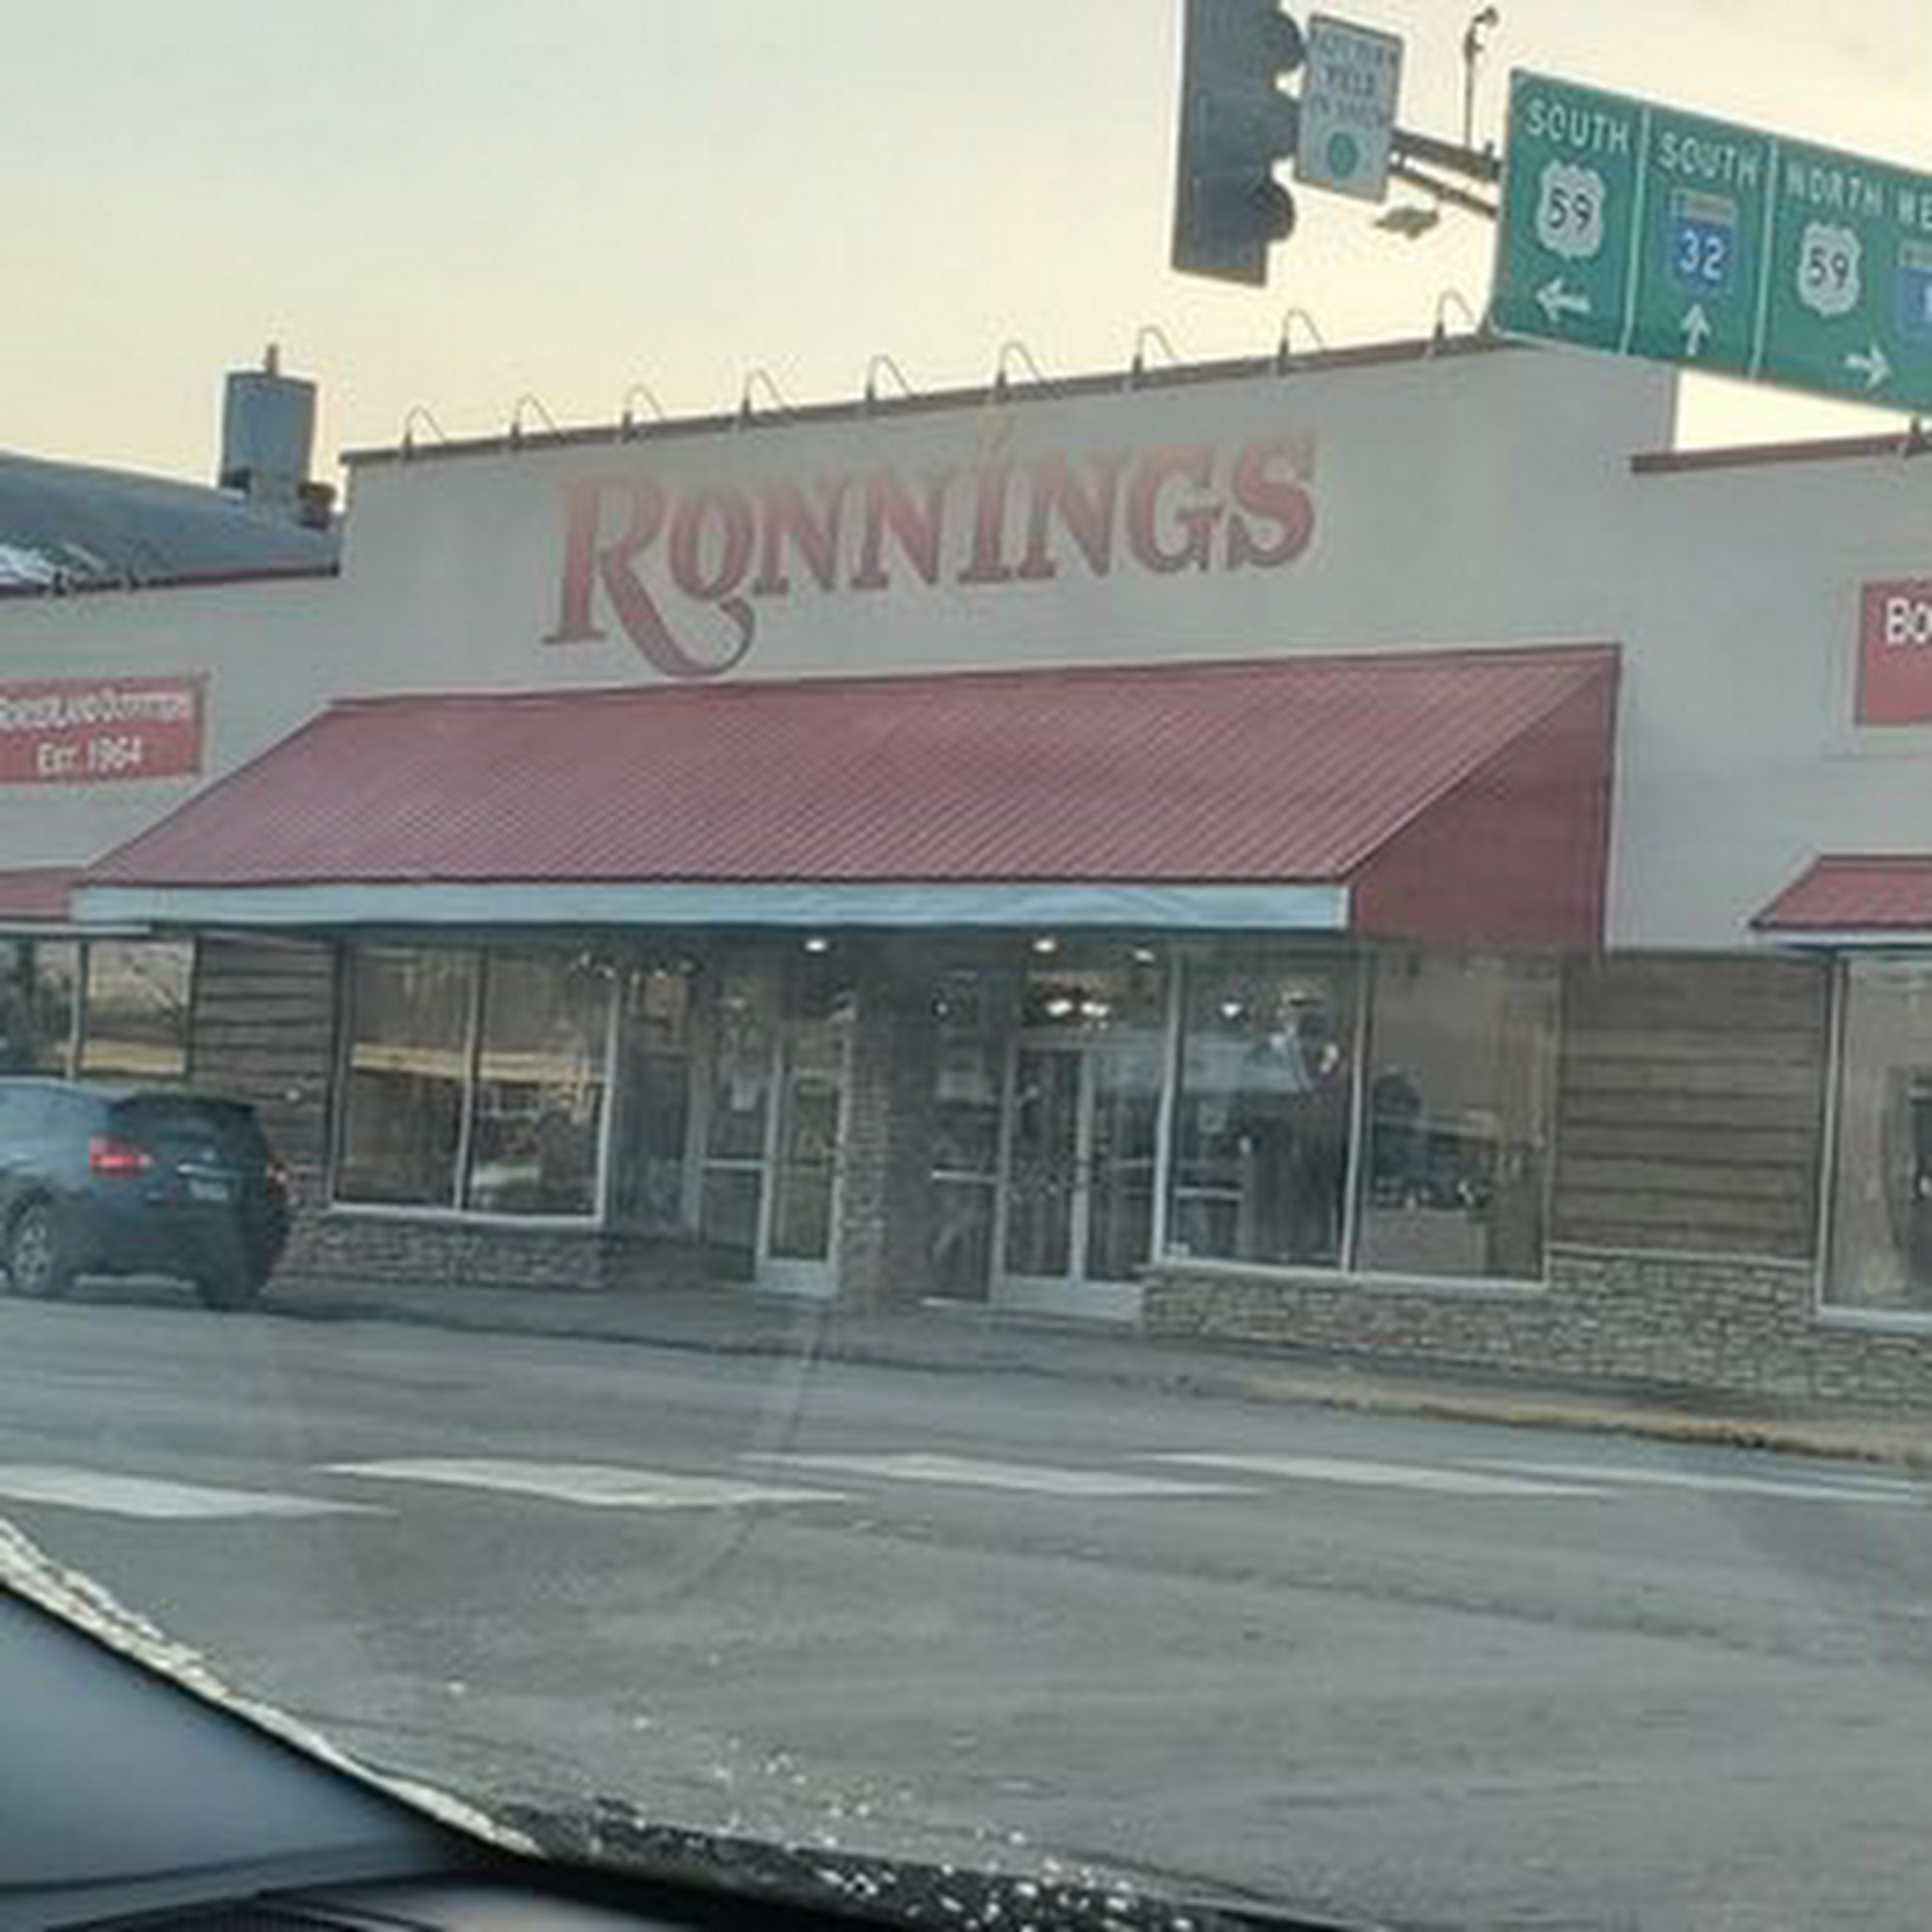 SOUTH
59
SOUTH
32
NORTH
59
RONNINGS
Est. 1964